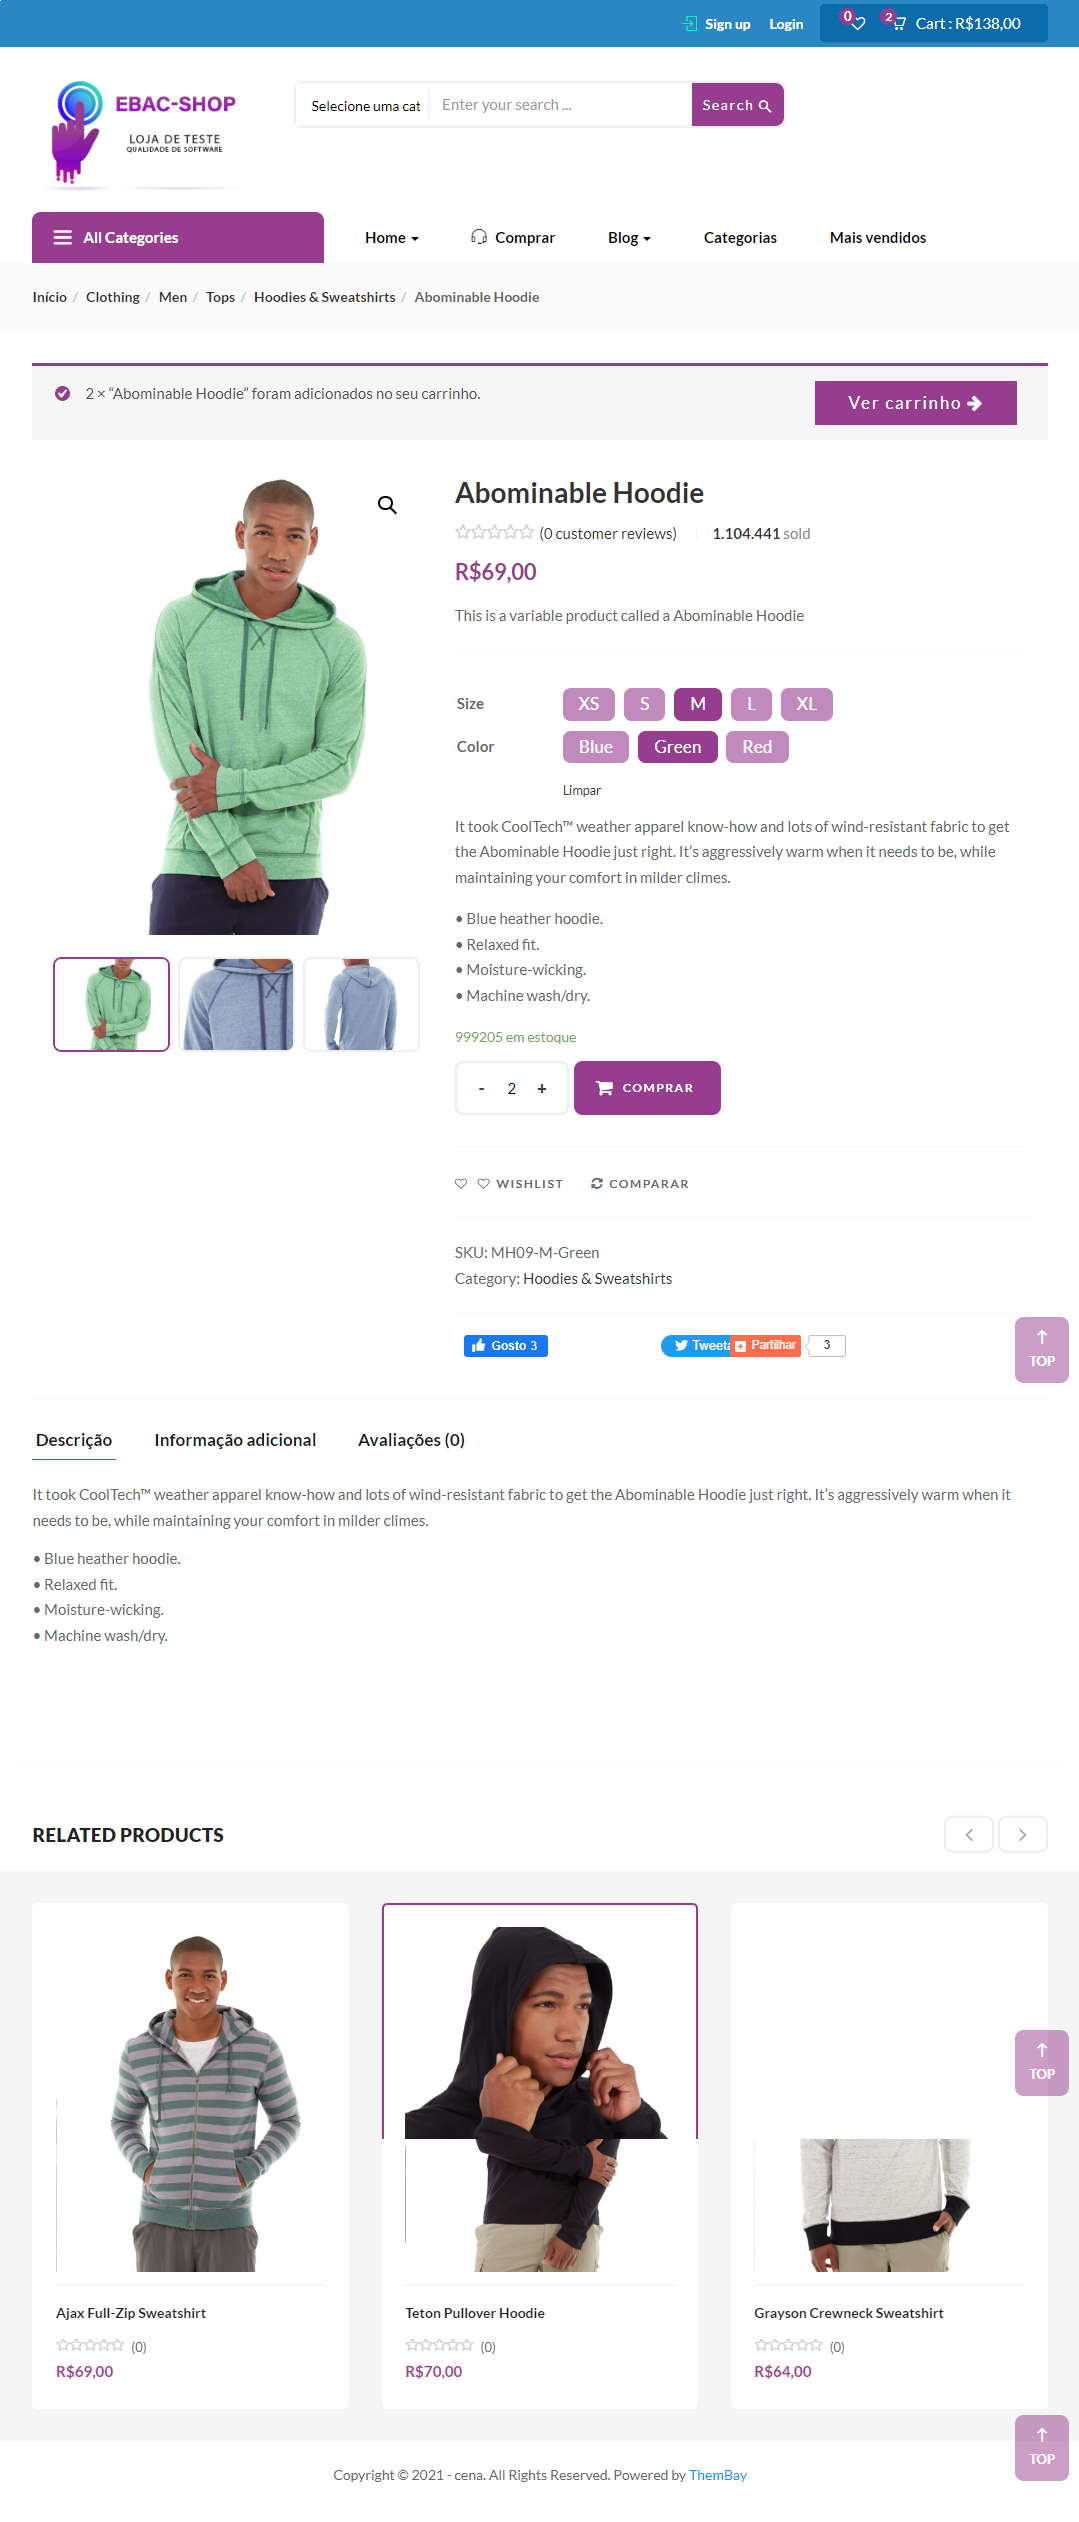 Sign up Login 0 2 Cart : R$138,00
EBAC-SHOP
LOJA DE TESTE
QUALIDADE DE SOFTWARE
Selecione uma cat Enter your search ... Search
All Categories Home Comprar Blog Categorias Mais vendidos
Início / Clothing / Men / Tops / Hoodies & Sweatshirts / Abominable Hoodie
2 × “Abominable Hoodie” foram adicionados no seu carrinho. Ver carrinho
Abominable Hoodie
(0 customer reviews) 1.104.441 sold
R$69,00
This is a variable product called a Abominable Hoodie
Size XS S M L XL
Color Blue Green Red
Limpar
It took CoolTech™ weather apparel know-how and lots of wind-resistant fabric to get
the Abominable Hoodie just right. It’s aggressively warm when it needs to be, while
maintaining your comfort in milder climes.
• Blue heather hoodie.
• Relaxed fit.
• Moisture-wicking.
• Machine wash/dry.
999205 em estoque
- 2 + COMPRAR
WISHLIST COMPARAR
SKU: MH09-M-Green
Category: Hoodies & Sweatshirts
Gosto 3 Tweeta Partilhar 3
TOP
Descrição Informação adicional Avaliações (0)
It took CoolTech™ weather apparel know-how and lots of wind-resistant fabric to get the Abominable Hoodie just right. It’s aggressively warm when it
needs to be, while maintaining your comfort in milder climes.
• Blue heather hoodie.
• Relaxed fit.
• Moisture-wicking.
• Machine wash/dry.
RELATED PRODUCTS
TOP
Ajax Full-Zip Sweatshirt Teton Pullover Hoodie Grayson Crewneck Sweatshirt
(0) (0) (0)
R$69,00 R$70,00 R$64,00
TOP
Copyright © 2021 - cena. All Rights Reserved. Powered by ThemBay